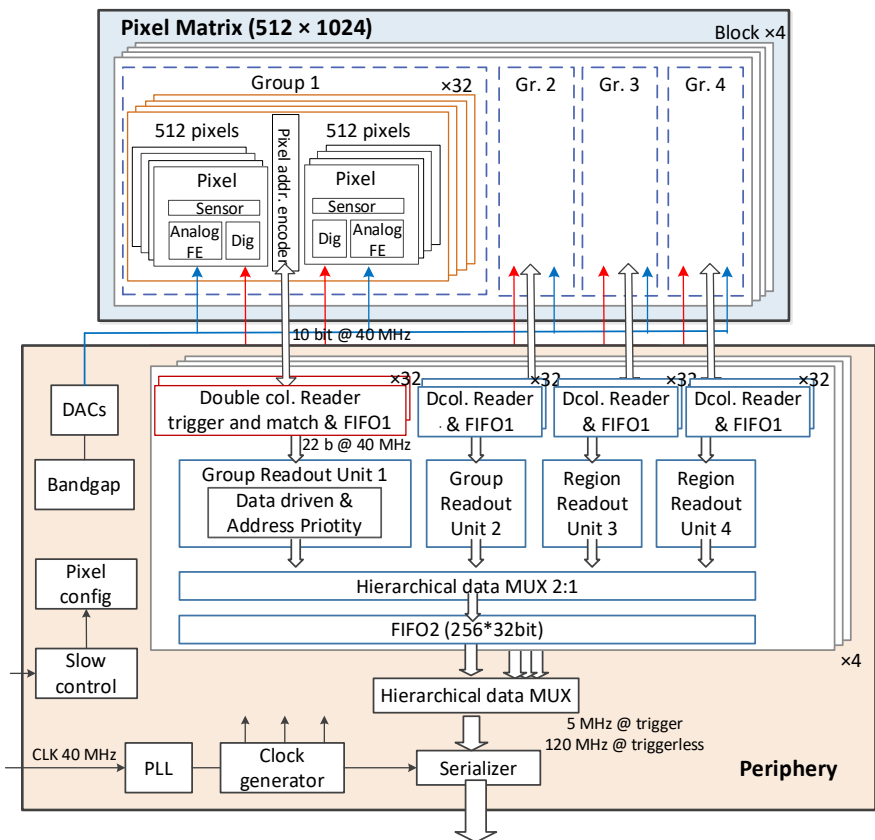 Pixel Matrix (512 × 1024)
Block ×4
Group 1
×32
Gr. 2
Gr. 3
Gr. 4
512 pixels
Pixel addr. encoder
512 pixels
Pixel
Sensor
Analog
FE
Dig
Pixel
Sensor
Dig
Analog
FE
10 bit @ 40 MHz
×32
×32
×32
×32
DACs
Bandgap
Double col. Reader
trigger and match & FIFO1
Dcol. Reader
& FIFO1
Dcol. Reader
& FIFO1
Dcol. Reader
& FIFO1
22 b @ 40 MHz
Group Readout Unit 1
Data driven &
Address Priotity
Group
Readout
Unit 2
Region
Readout
Unit 3
Region
Readout
Unit 4
Pixel
config
Hierarchical data MUX 2:1
FIFO2 (256*32bit)
×4
Slow
control
Hierarchical data MUX
5 MHz @ trigger
120 MHz @ triggerless
CLK 40 MHz
PLL
Clock
generator
Serializer
Periphery